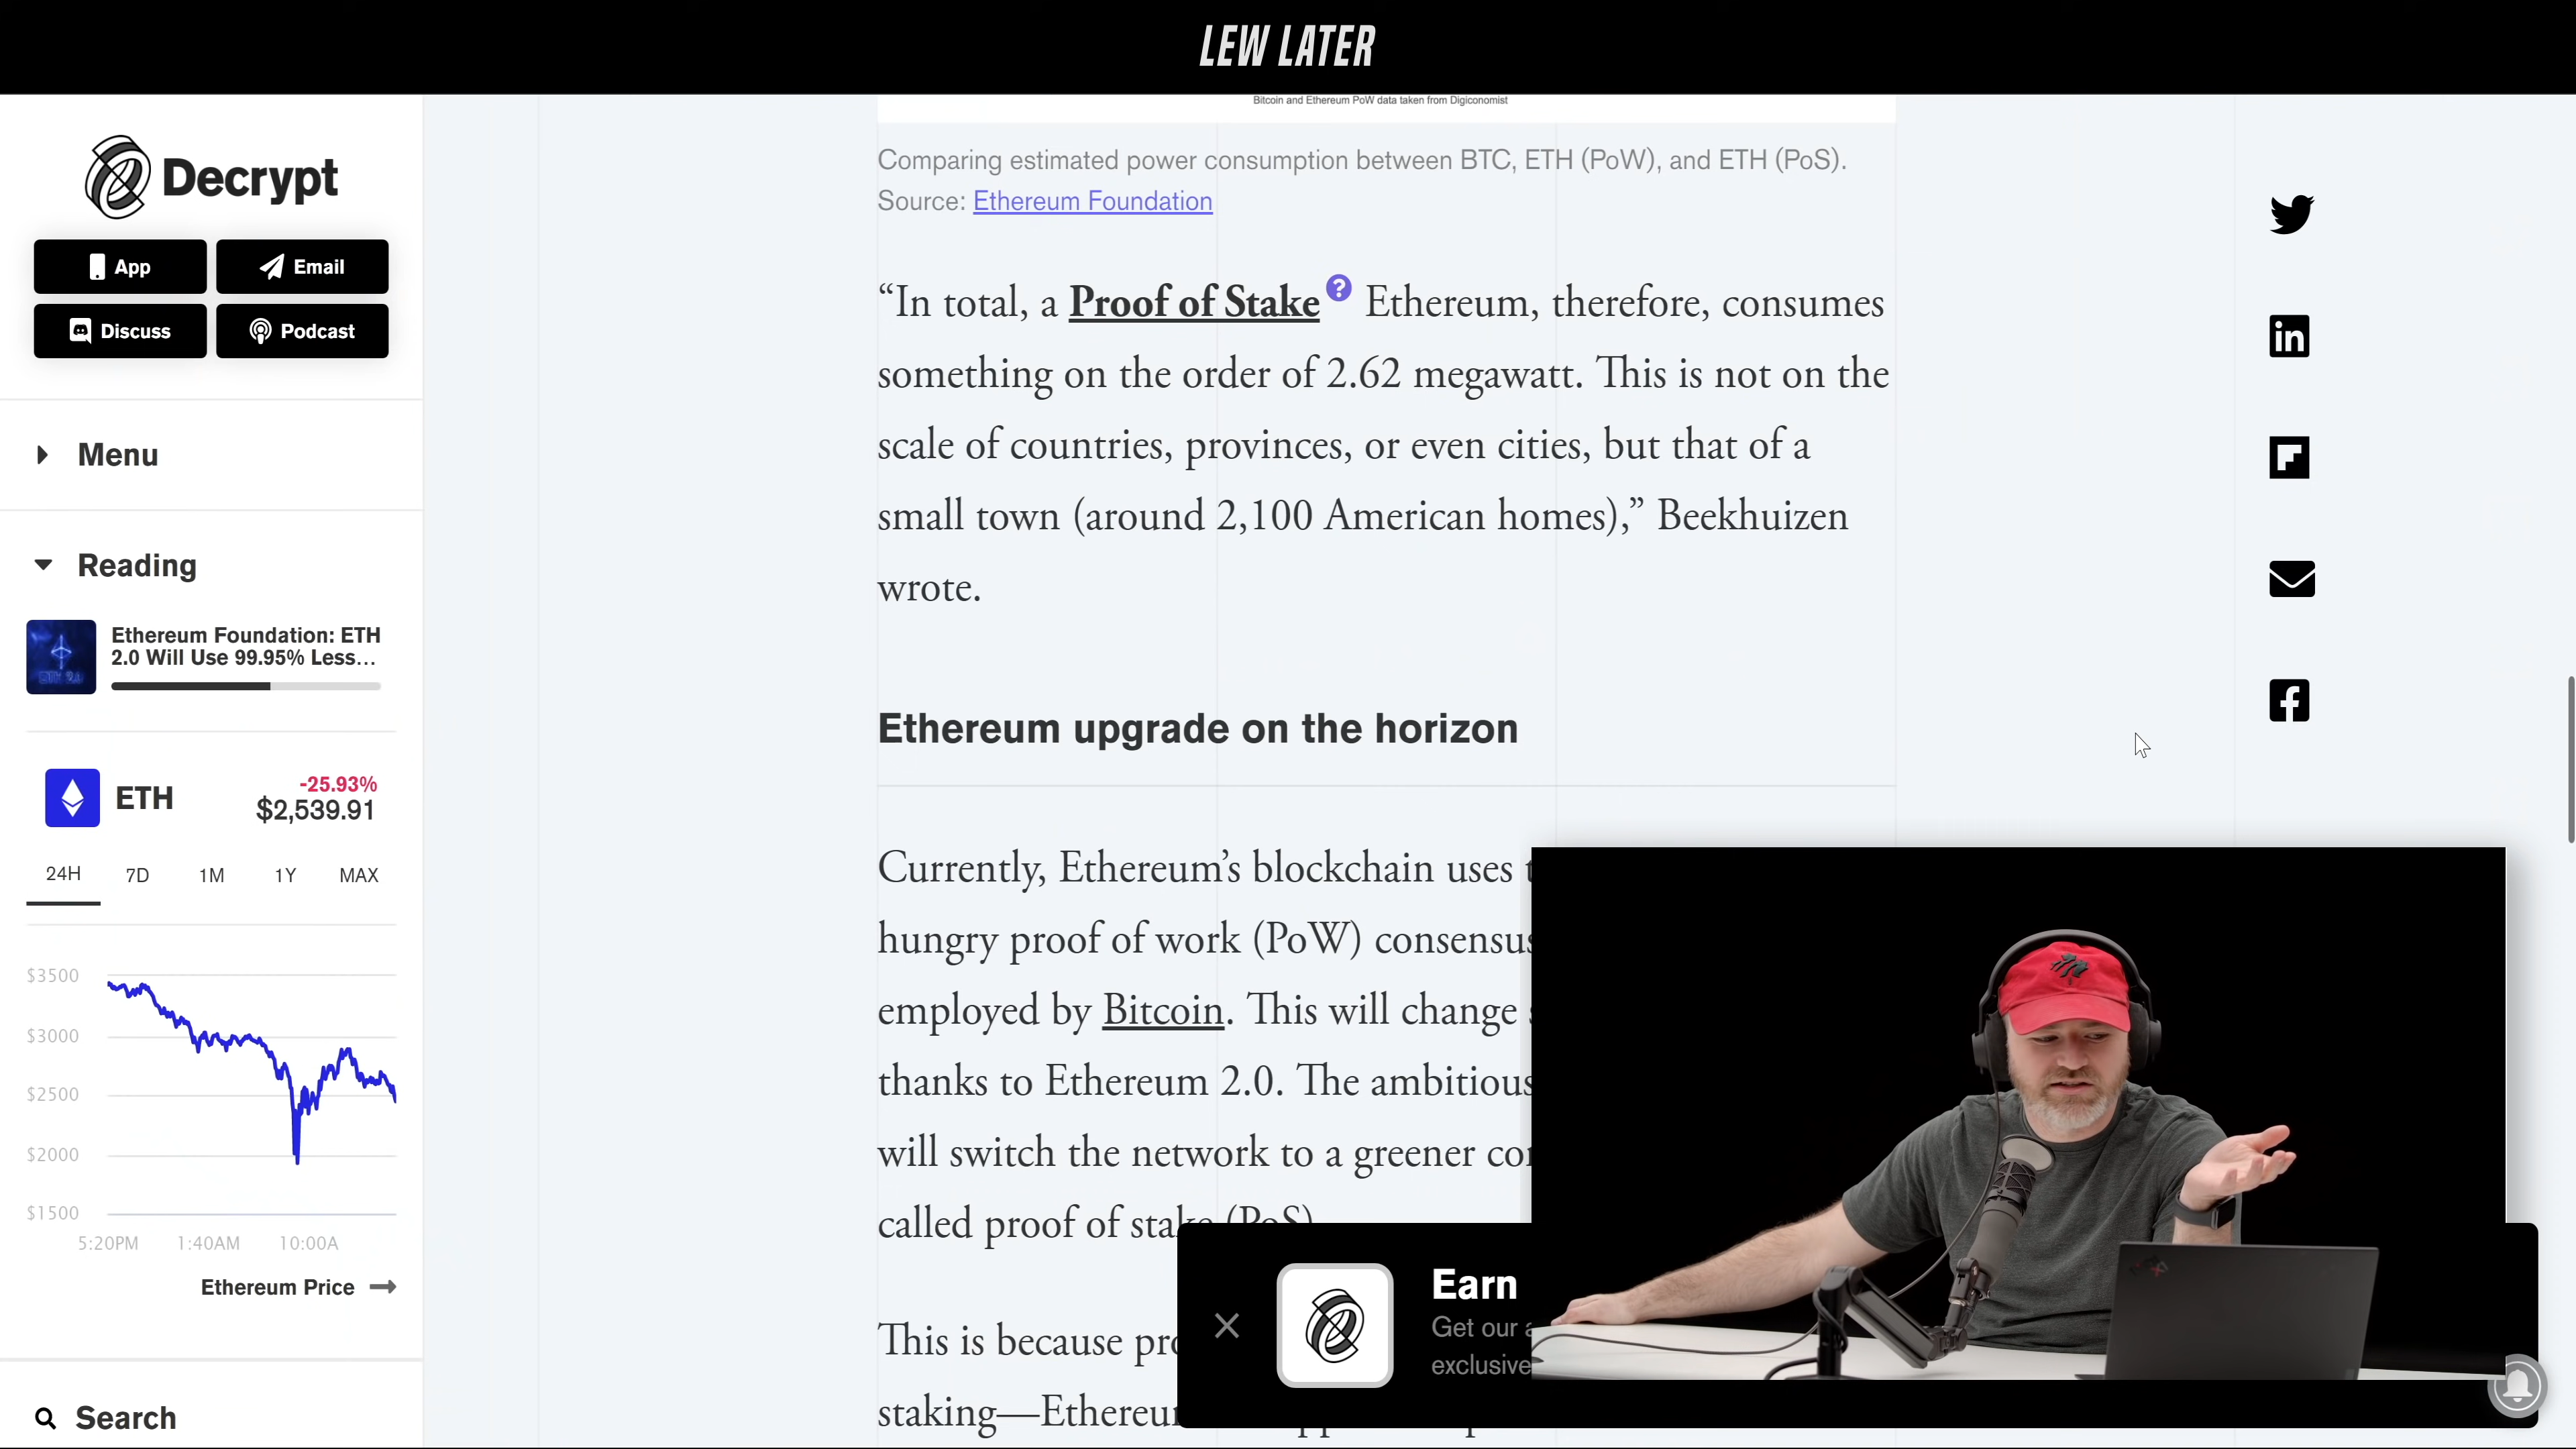 LEW LATER
Decrypt
App
Email
Discuss
Podcast
Menu
Reading
Ethereum Foundation: ETH
2.0 Will Use 99.95% Less…
ETH
-25.93%
$2,539.91
24H 7D 1M 1Y MAX
$3500
$3000
$2500
$2000
$1500
5:20PM 1:40AM 10:00A
Ethereum Price
Search
Bitcoin and Ethereum PoW data taken from Digiconomist
Comparing estimated power consumption between BTC, ETH (PoW), and ETH (PoS).
Source: Ethereum Foundation
“In total, a Proof of Stake ? Ethereum, therefore, consumes
something on the order of 2.62 megawatt. This is not on the
scale of countries, provinces, or even cities, but that of a
small town (around 2,100 American homes),” Beekhuizen
wrote.
Ethereum upgrade on the horizon
Currently, Ethereum’s blockchain uses
hungry proof of work (PoW) consensus
employed by Bitcoin. This will change
thanks to Ethereum 2.0. The ambitious
will switch the network to a greener
called proof of stake (PoS)
This is because
staking—
Earn
Get our
exclusive